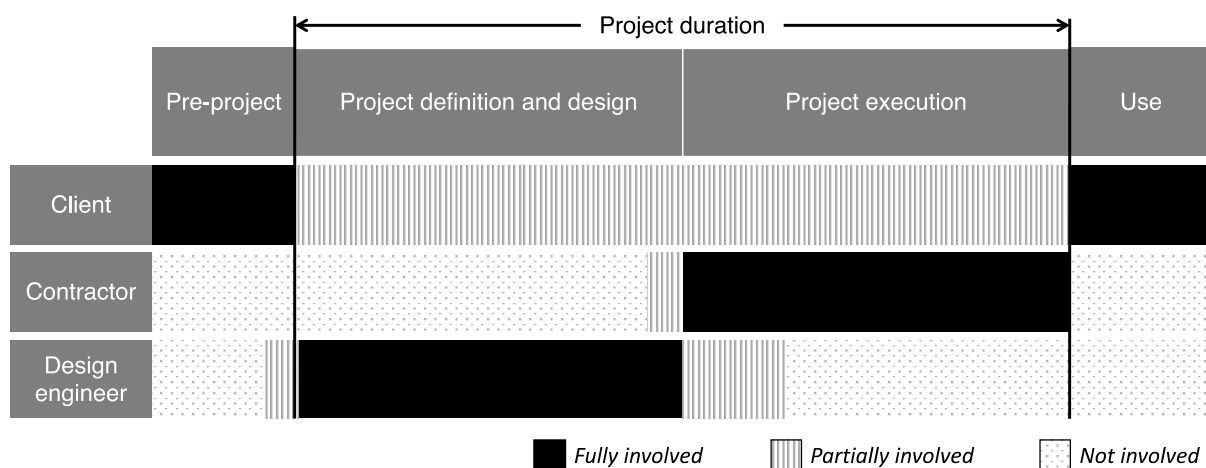 Project duration
Pre-project
Project definition and design
Project execution
Use
Client
Contractor
Design
engineer
Fully involved
Partially involved
Not involved